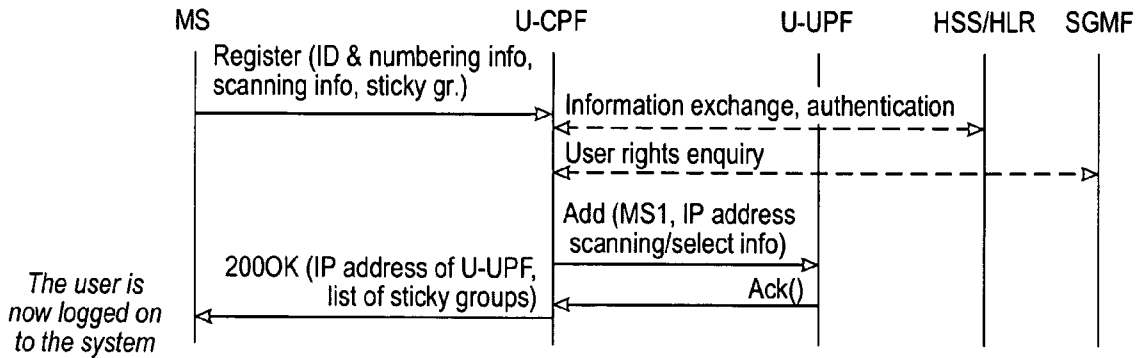 MS U-CPF U-UPF HSS/HLR SGMF
Register (ID & numbering info,
scanning info, sticky gr.)
Information exchange, authentication
User rights enquiry
Add (MS1, IP address
scanning/select info)
200OK (IP address of U-UPF,
list of sticky groups)
Ack()
The user is
now logged on
to the system